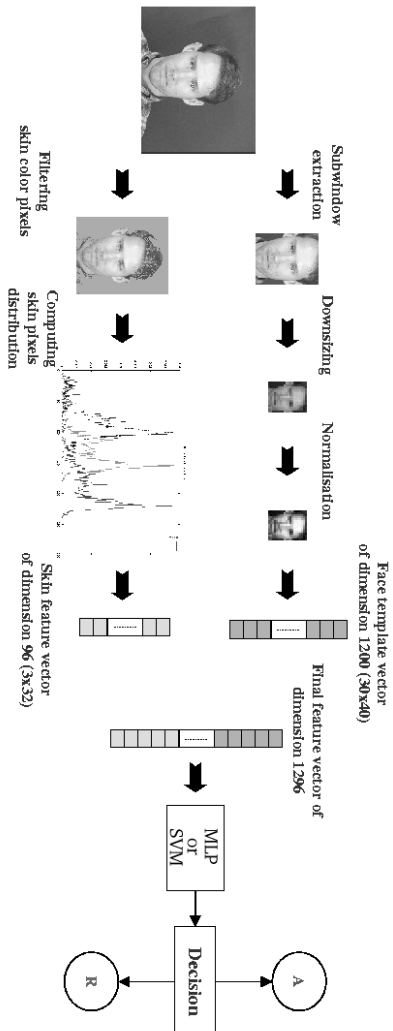 Subwindow
extraction
Downsizing
Normalisation
Face template vector
of dimension 1200 (30x40)
Filtering
skin color pixels
Computing
skin pixels
distribution
Skin feature vector
of dimension 96 (3x32)
Final feature vector of
dimension 1296
MLP
or
SVM
Decision
A
R